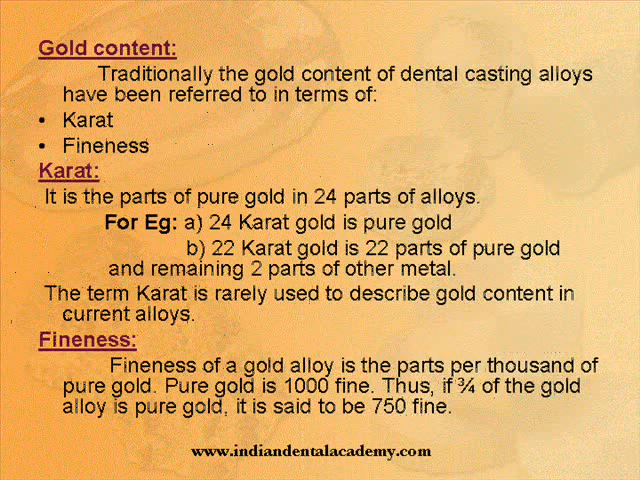 Gold content:
Traditionally the gold content of dental casting alloys
have been referred to in terms of:
• Karat
• Fineness
Karat:
It is the parts of pure gold in 24 parts of alloys.
For Eg: a) 24 Karat gold is pure gold
b) 22 Karat gold is 22 parts of pure gold
and remaining 2 parts of other metal.
The term Karat is rarely used to describe gold content in
current alloys.
Fineness:
Fineness of a gold alloy is the parts per thousand of
pure gold. Pure gold is 1000 fine. Thus, if ¾ of the gold
alloy is pure gold, it is said to be 750 fine.
www.indiandentalacademy.com